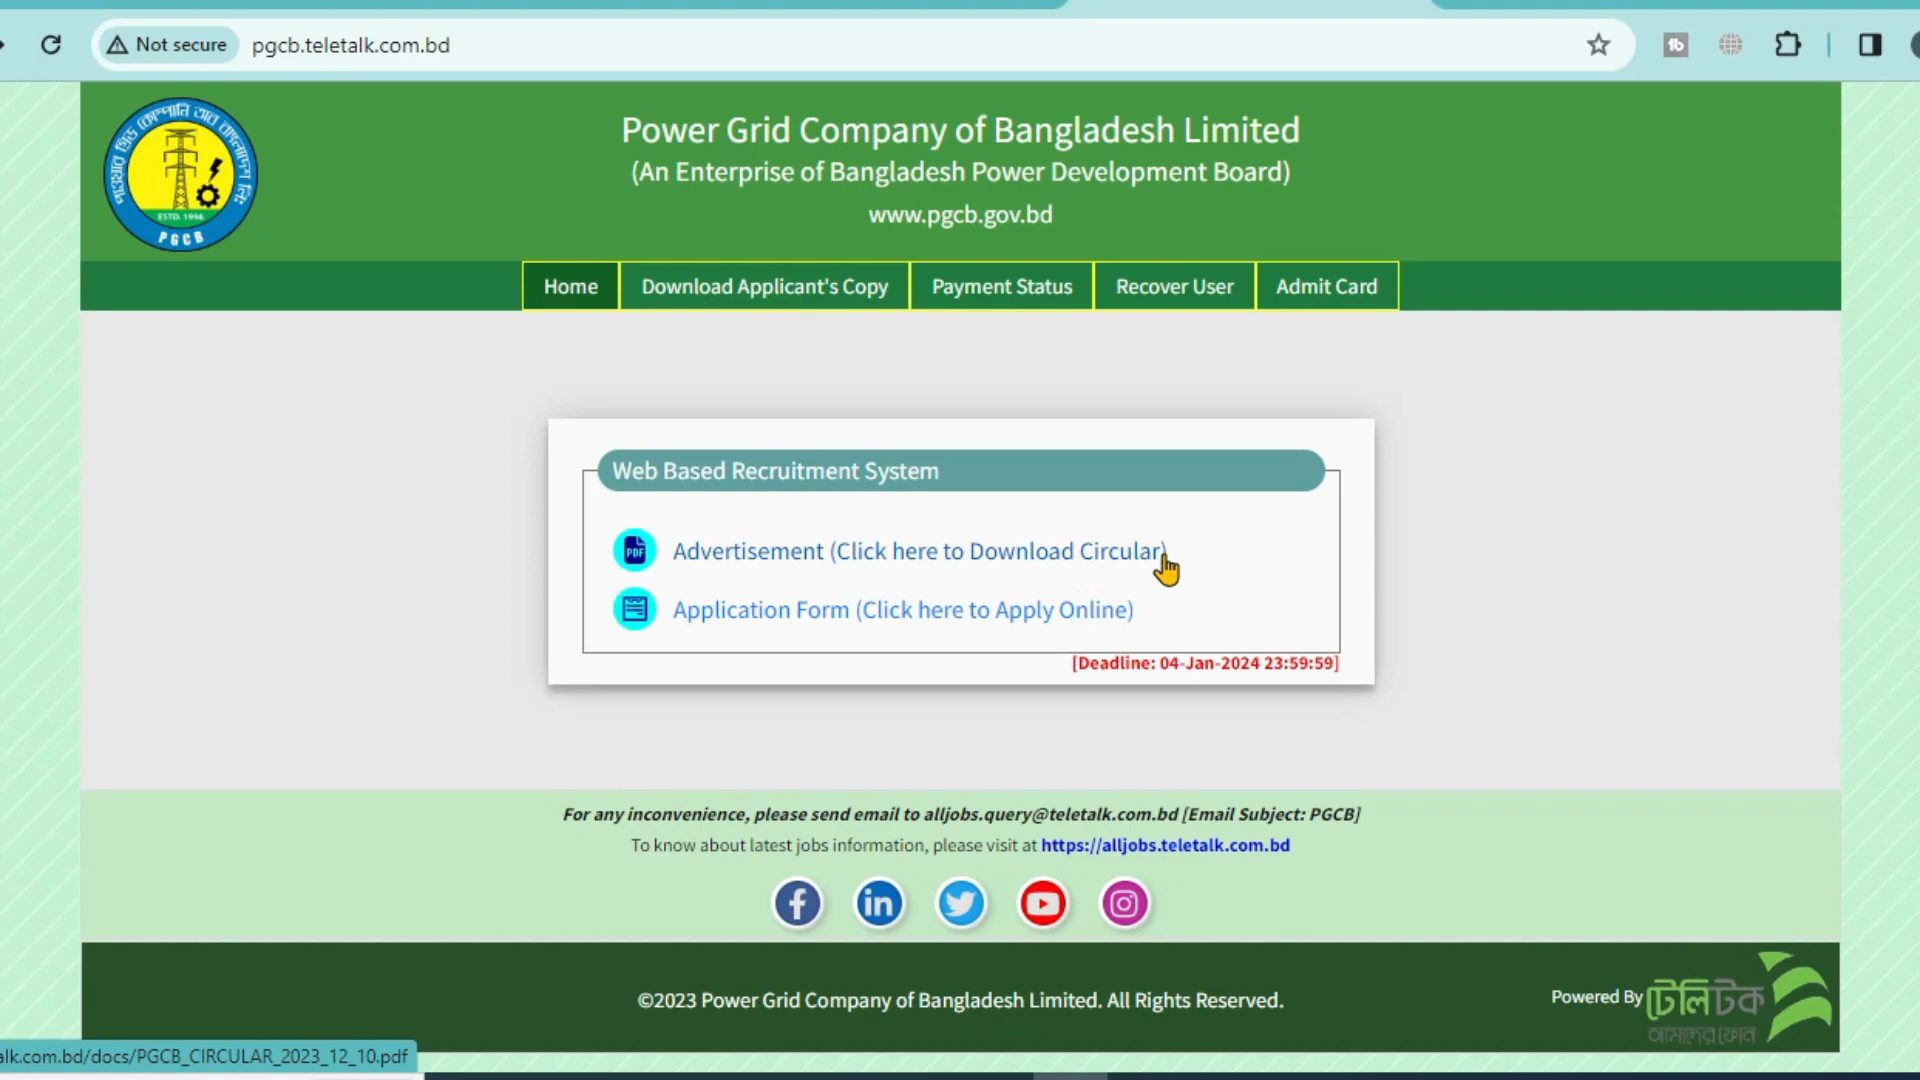 Not secure
pgcb.teletalk.com.bd
পাওয়ার গ্রিড কোম্পানি অব বাংলাদেশ লিঃ
ESTD. 1996
PGCB
Power Grid Company of Bangladesh Limited
(An Enterprise of Bangladesh Power Development Board)
www.pgcb.gov.bd
Home
Download Applicant's Copy
Payment Status
Recover User
Admit Card
Web Based Recruitment System
PDF
Advertisement (Click here to Download Circular)
Application Form (Click here to Apply Online)
[Deadline: 04-Jan-2024 23:59:59]
For any inconvenience, please send email to alljobs.query@teletalk.com.bd [Email Subject: PGCB]
To know about latest jobs information, please visit at https://alljobs.teletalk.com.bd
©2023 Power Grid Company of Bangladesh Limited. All Rights Reserved.
Powered By
টেলিটক
আমাদের ফোন
alk.com.bd/docs/PGCB_CIRCULAR_2023_12_10.pdf